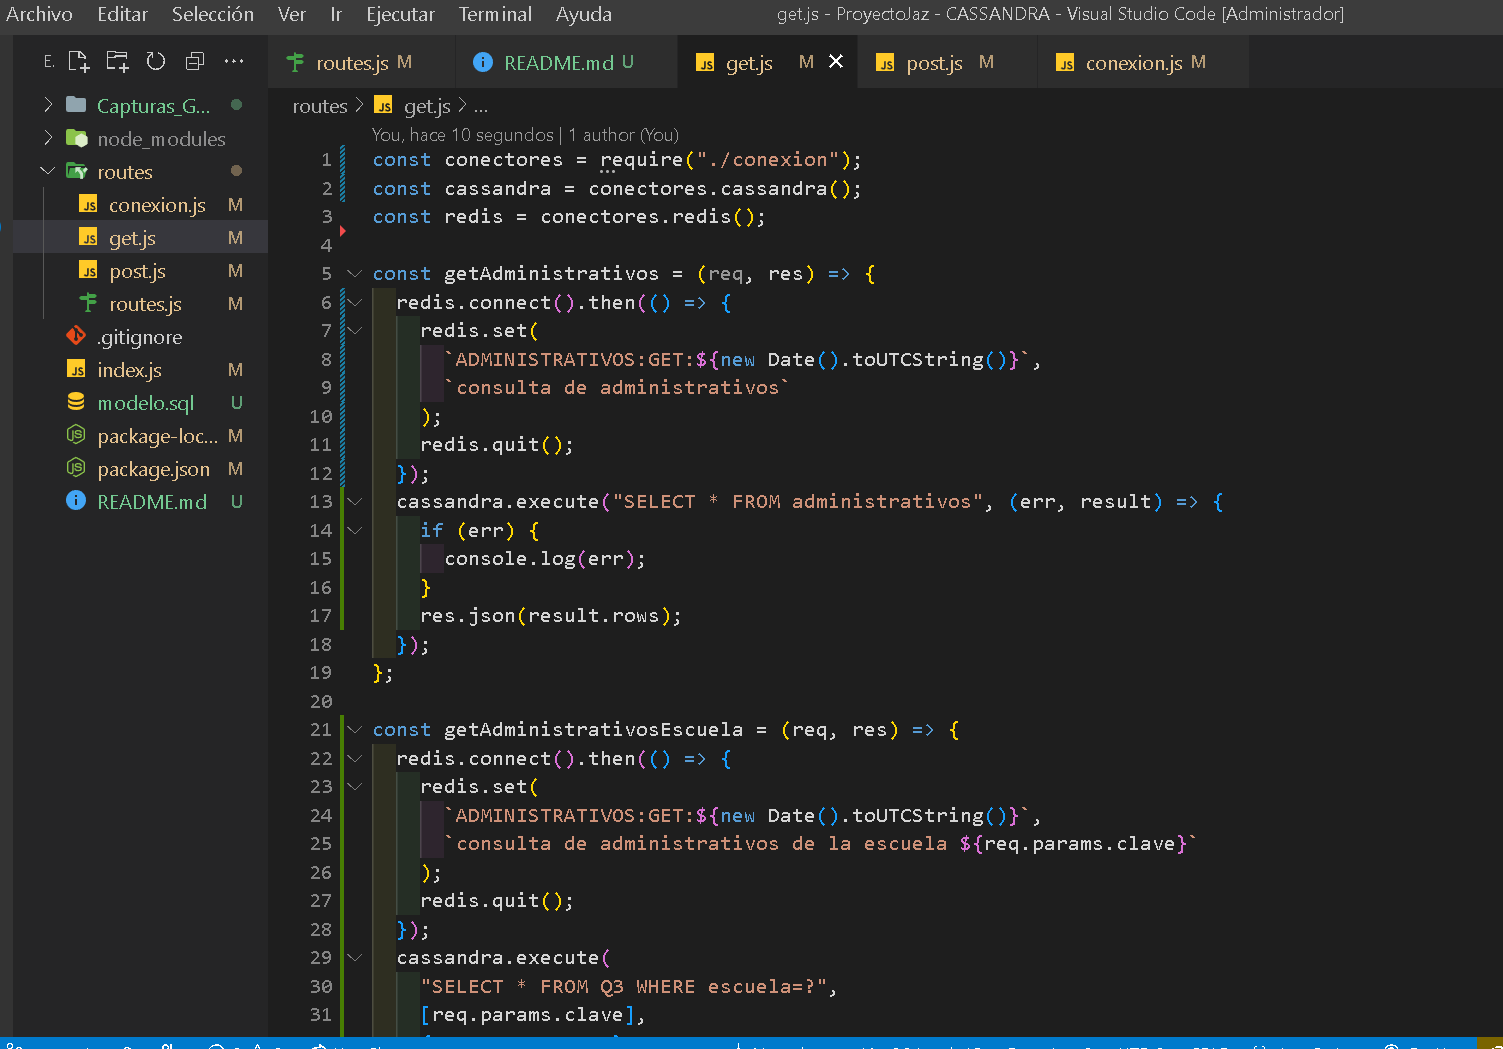 Archivo Editar Selección Ver Ir Ejecutar Terminal Ayuda get.js - ProyectoJaz - CASSANDRA - Visual Studio Code [Administrador]
E. ...
routes.js M README.md U get.js M post.js M conexion.js M
Capturas_G...
node_modules
routes
conexion.js M
get.js M
post.js M
routes.js M
.gitignore
index.js M
modelo.sql U
package-loc... M
package.json M
README.md U
routes > get.js > ...
You, hace 10 segundos | 1 author (You)
1 const conectores = require("./conexion");
2 const cassandra = conectores.cassandra();
3 const redis = conectores.redis();
4
5 const getAdministrativos = (req, res) => {
6 redis.connect().then(() => {
7 redis.set(
8 `ADMINISTRATIVOS:GET:${new Date().toUTCString()}`,
9 `consulta de administrativos`
10 );
11 redis.quit();
12 });
13 cassandra.execute("SELECT * FROM administrativos", (err, result) => {
14 if (err) {
15 console.log(err);
16 }
17 res.json(result.rows);
18 });
19 };
20
21 const getAdministrativosEscuela = (req, res) => {
22 redis.connect().then(() => {
23 redis.set(
24 `ADMINISTRATIVOS:GET:${new Date().toUTCString()}`,
25 `consulta de administrativos de la escuela ${req.params.clave}`
26 );
27 redis.quit();
28 });
29 cassandra.execute(
30 "SELECT * FROM Q3 WHERE escuela=?",
31 [req.params.clave],